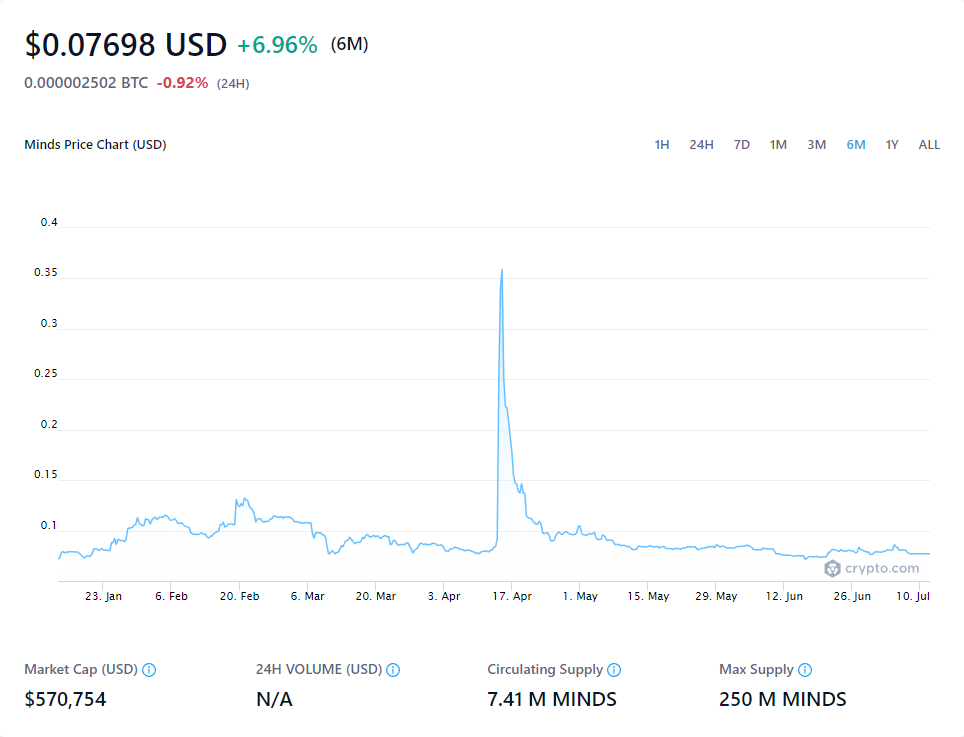 $0.07698 USD +6.96% (6M)
0.000002502 BTC -0.92% (24H)
Minds Price Chart (USD) 1H 24H 7D 1M 3M 6M 1Y ALL
0.4
0.35
0.3
0.25
0.2
0.15
0.1
crypto.com
23. Jan 6. Feb 20. Feb 6. Mar 20. Mar 3. Apr 17. Apr 1. May 15. May 29. May 12. Jun 26. Jun 10. Jul
Market Cap (USD) 24H VOLUME (USD) Circulating Supply Max Supply
$570,754 N/A 7.41 M MINDS 250 M MINDS